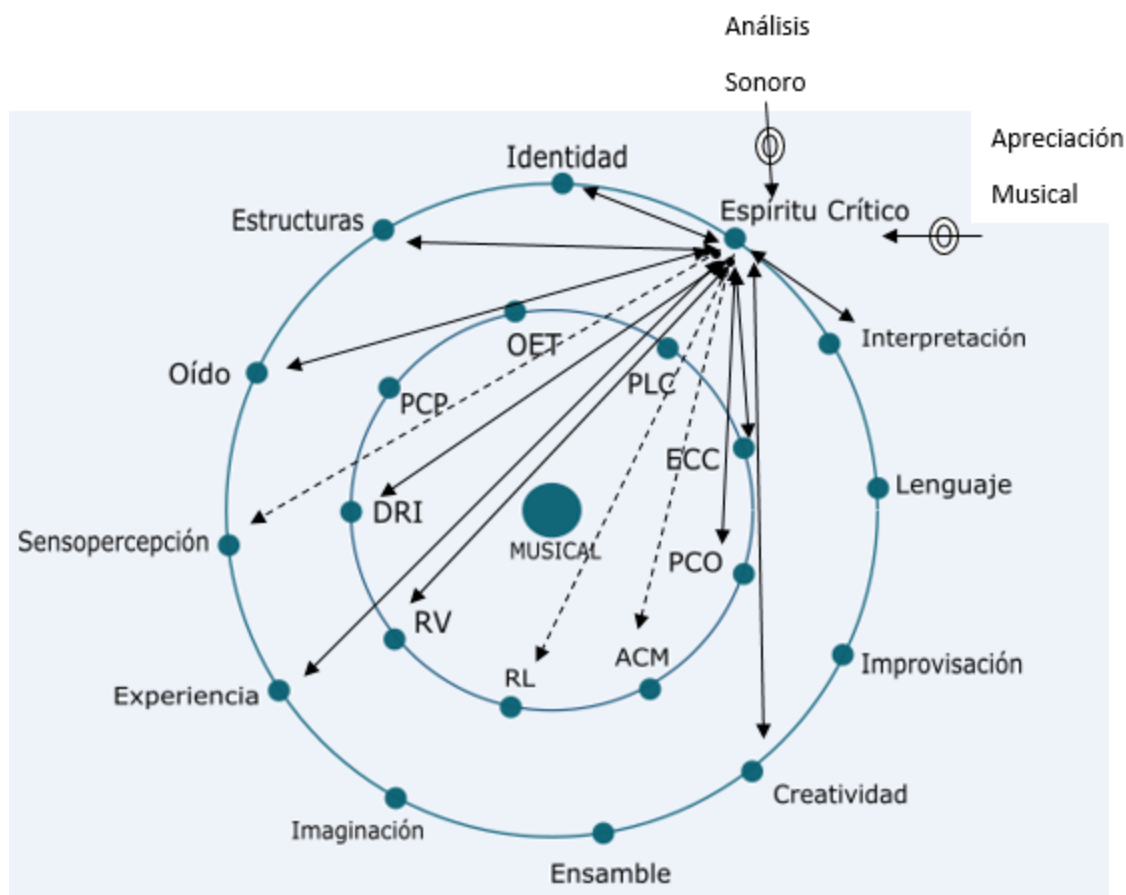 Análisis
Sonoro
Apreciación
Musical
Identidad
Espíritu Crítico
Estructuras
Interpretación
OET
Oído
PLC
PCP
ECC
Lenguaje
DRI
Sensopercepción
MUSICAL
PCO
RV
ACM
Improvisación
RL
Experiencia
Creatividad
Imaginación
Ensamble